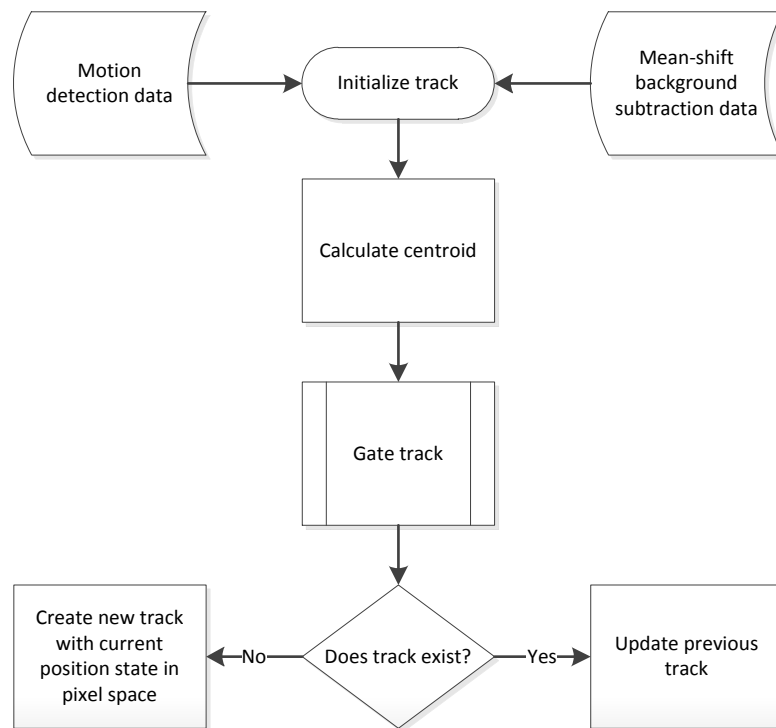 Motion
detection data
Initialize track
Mean-shift
background
subtraction data
Calculate centroid
Gate track
Create new track
with current
position state in
pixel space
No
Does track exist?
Yes
Update previous
track